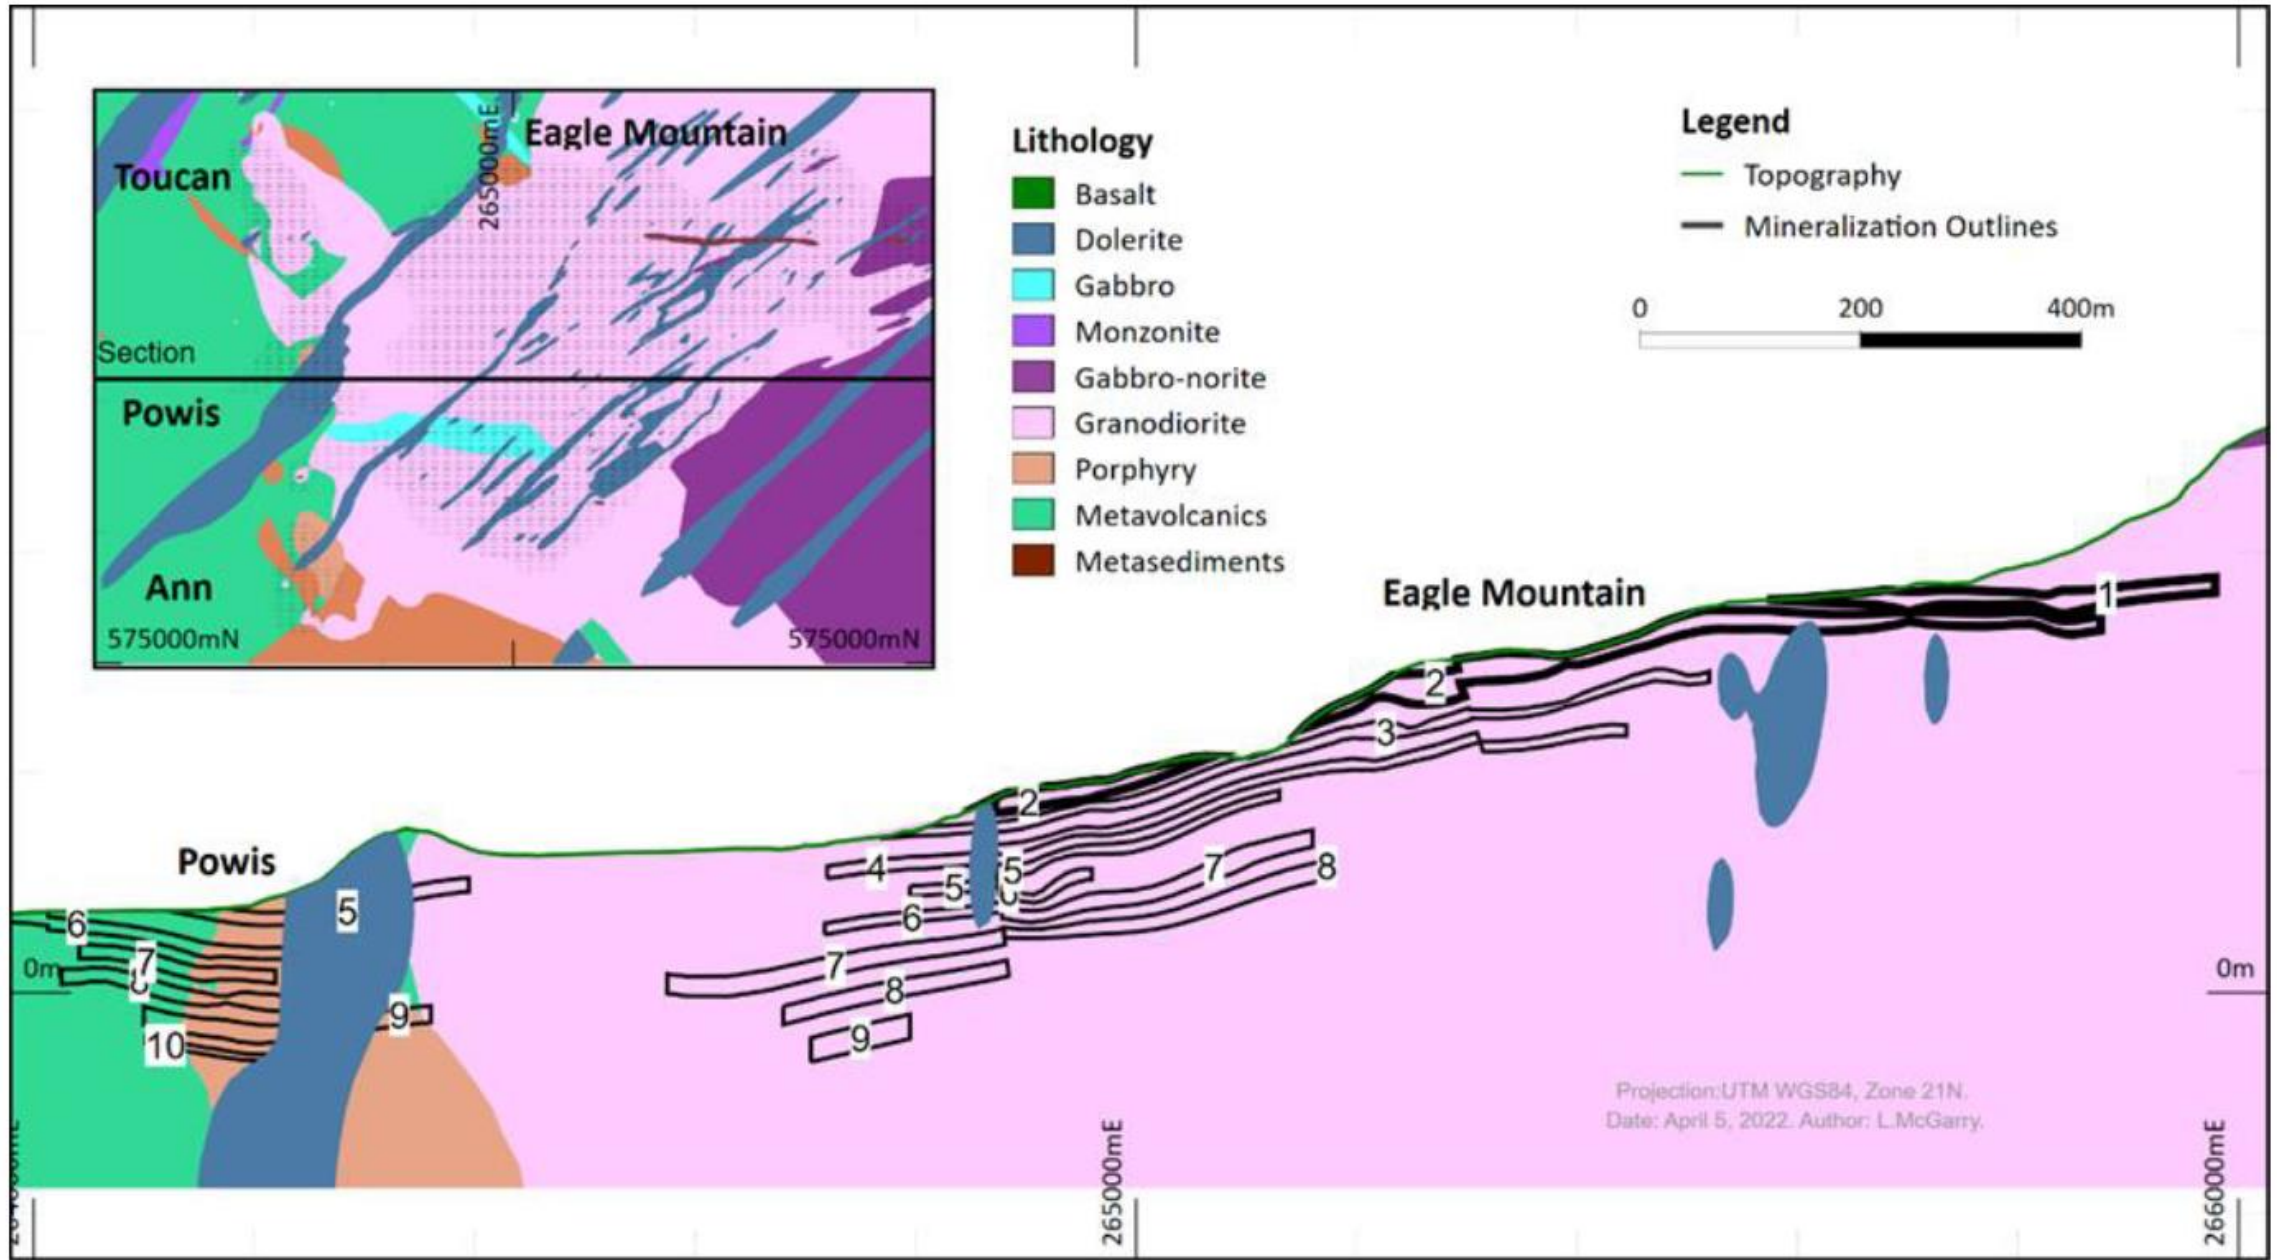 Toucan
265000mE
Eagle Mountain
Section
Powis
Ann
575000mN
575000mN
Lithology
Basalt
Dolerite
Gabbro
Monzonite
Gabbro-norite
Granodiorite
Porphyry
Metavolcanics
Metasediments
Legend
Topography
Mineralization Outlines
0 200 400m
Eagle Mountain
1
2
3
2
Powis
4
5
5
5
6
7
8
6
6
7
7
0m
0m
8
9
9
10
Projection:UTM WGS84, Zone 21N.
Date: April 5, 2022. Author: L.McGarry.
265000mE
266000mE